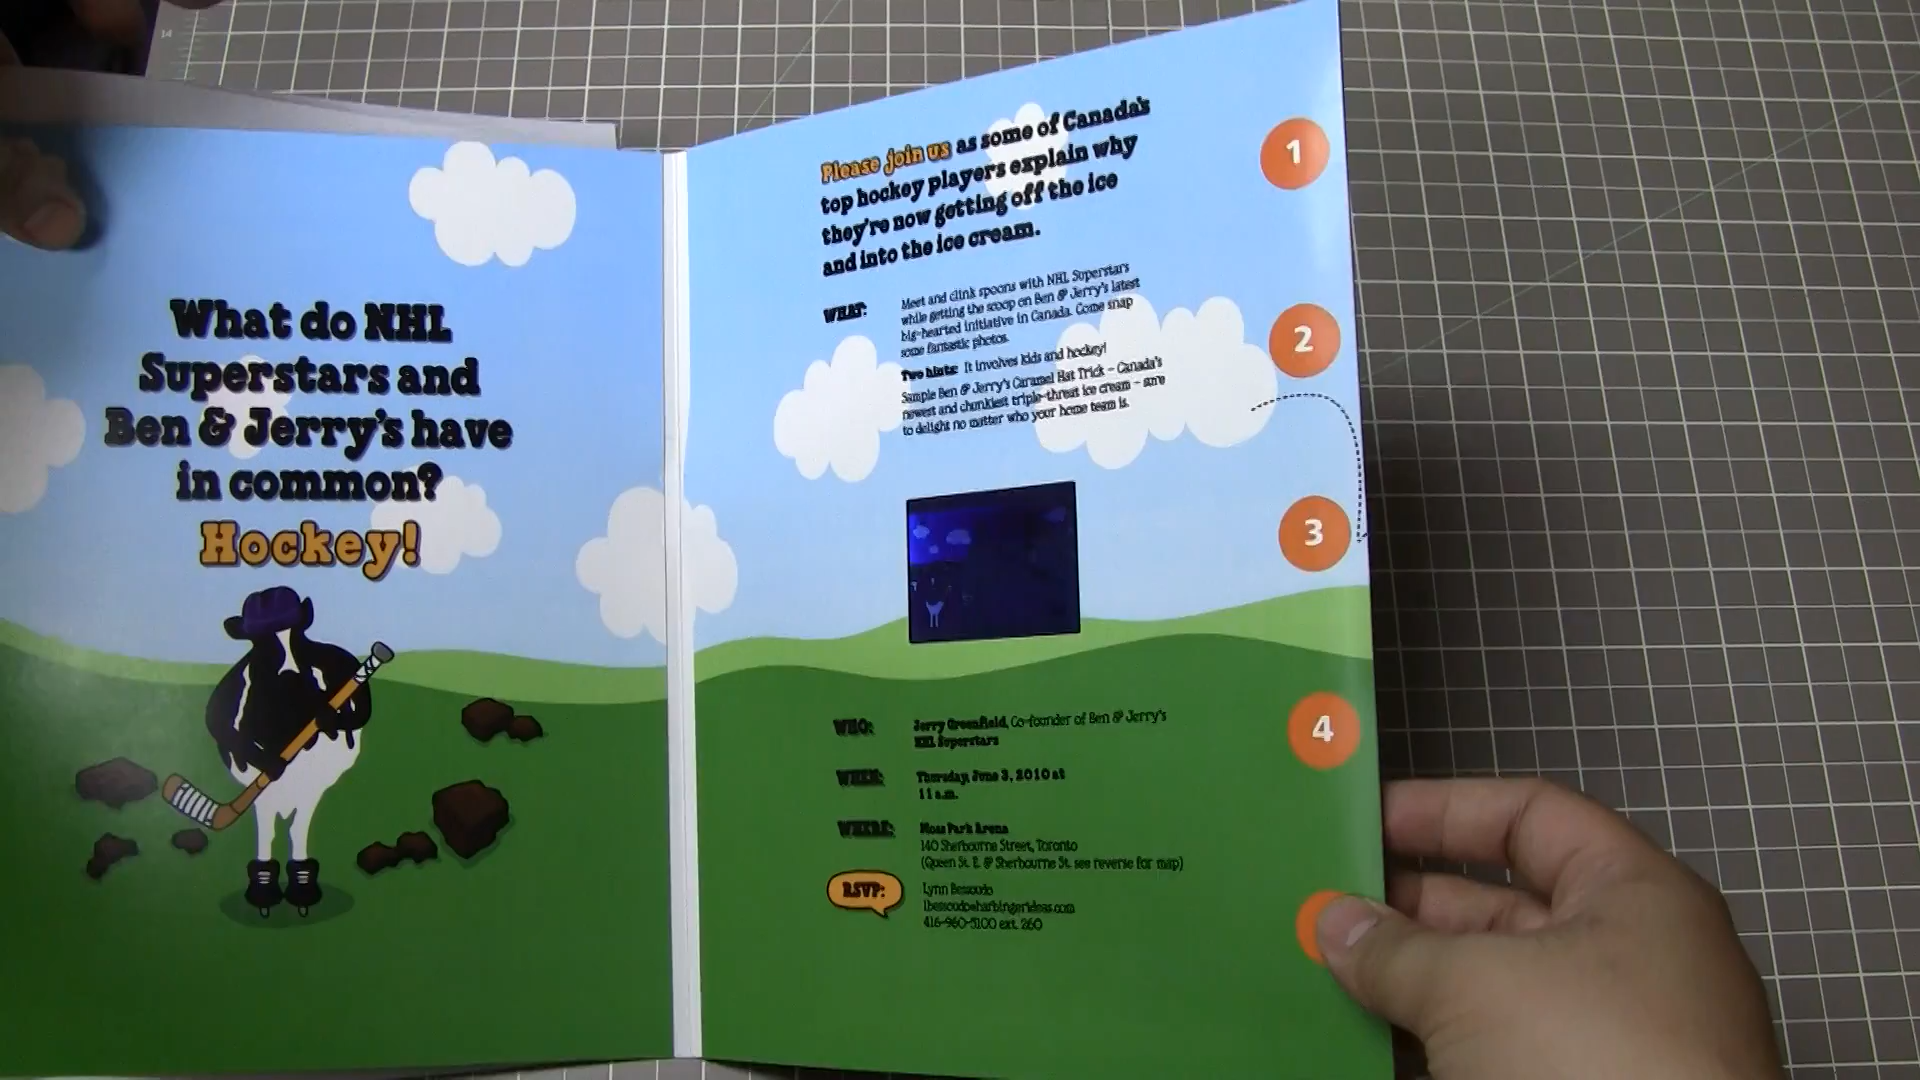 14
What do NHL
Superstars and
Ben & Jerry's have
in common?
Hockey!
Please join us as some of Canada's
top hockey players explain why
they're now getting off the ice
and into the ice cream.
WHAT:
Meet and clink spoons with NHL Superstars
while getting the scoop on Ben & Jerry's latest
big-hearted initiative in Canada. Come snap
some fantastic photos.
Two hints: It involves kids and hockey!
Sample Ben & Jerry's Caramel Hat Trick – Canada's
newest and chunkiest triple-threat ice cream – sure
to delight no matter who your home team is.
WHO:
Jerry Greenfield, Co-founder of Ben & Jerry's
NHL Superstars
WHEN:
Thursday, June 3, 2010 at
11 a.m.
WHERE:
Moss Park Arena
140 Sherbourne Street, Toronto
(Queen St. E. & Sherbourne St. see reverse for map)
RSVP:
Lynn Bessoudo
lbessoudo@harbingerideas.com
416-960-5100 ext. 260
1
2
3
4